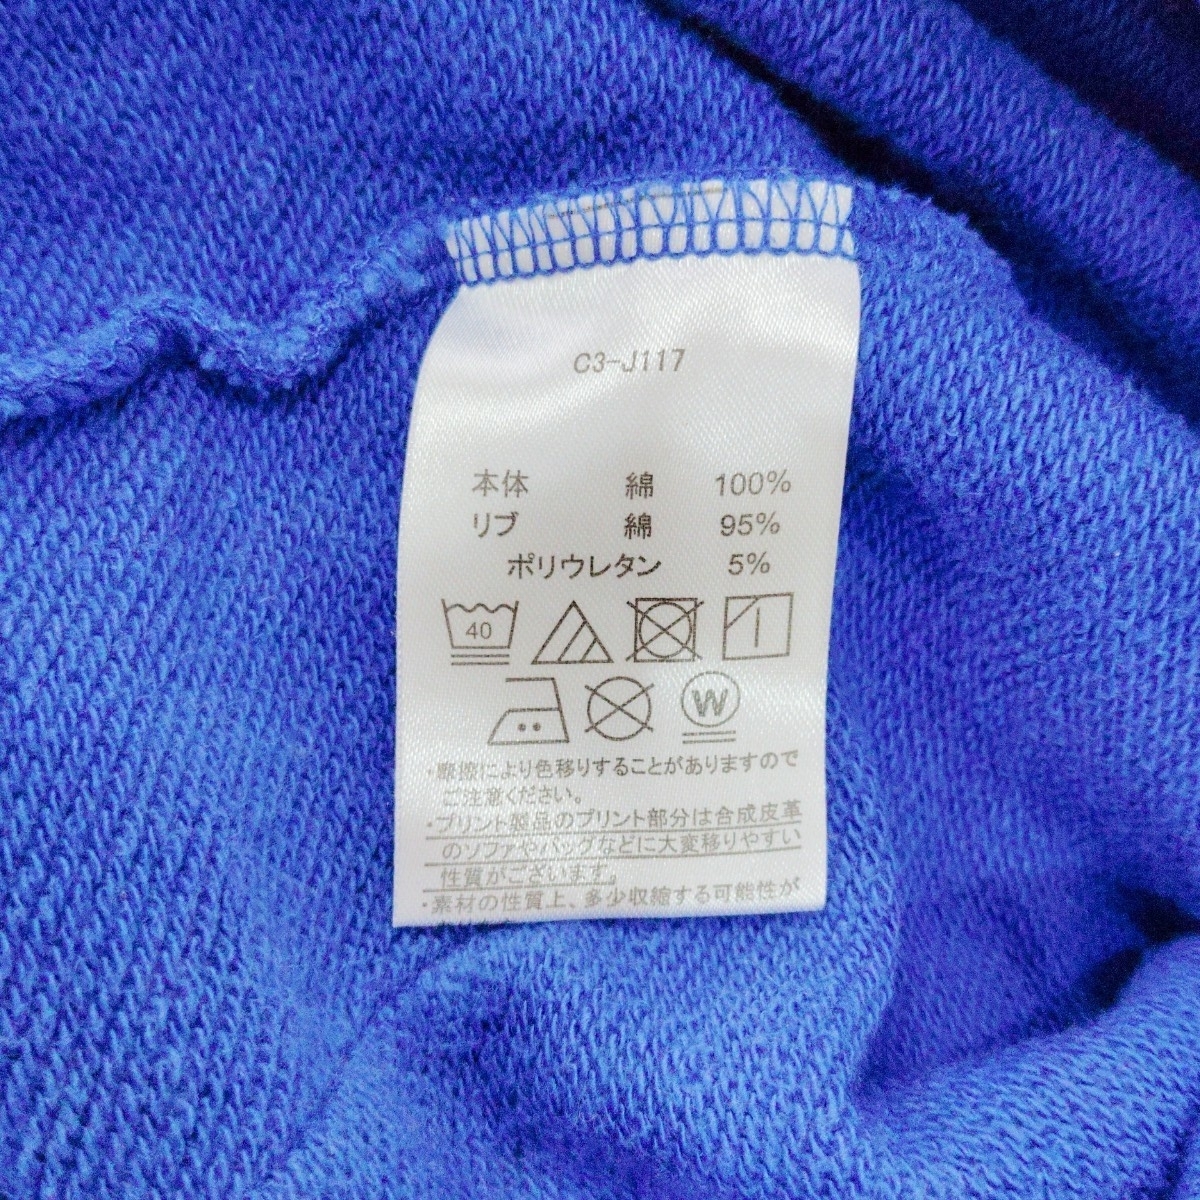 C3-J117
本体 綿 100%
リブ 綿 95%
ポリウレタン 5%
40
W
・摩擦により色移りすることがありますので
ご注意ください。
・プリント製品のプリント部分は合成皮革
のソファやバッグなどに大変移りやすい
性質がございます。
・素材の性質上、多少収縮する可能性が